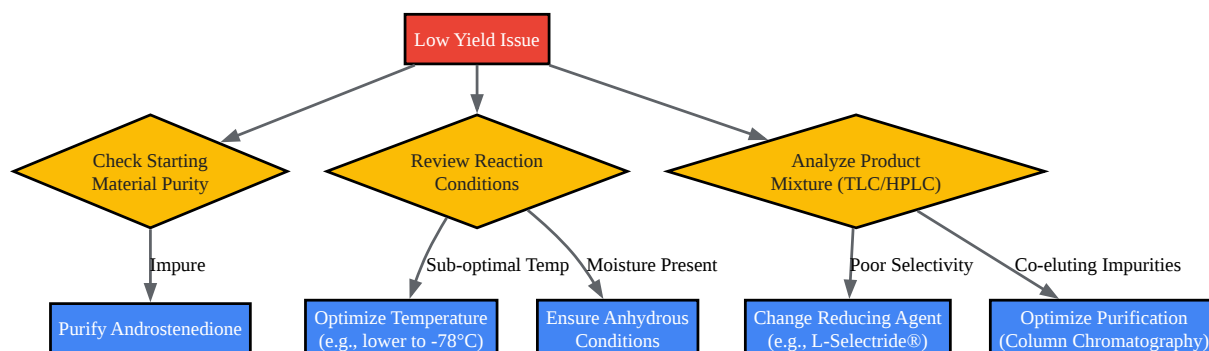 Low Yield Issue
Check Starting
Material Purity
Review Reaction
Conditions
Analyze Product
Mixture (TLC/HPLC)
Impure
Sub-optimal Temp
Moisture Present
Poor Selectivity
Co-eluting Impurities
Purify Androstenedione
Optimize Temperature
(e.g., lower to -78°C)
Ensure Anhydrous
Conditions
Change Reducing Agent
(e.g., L-Selectride®)
Optimize Purification
(Column Chromatography)